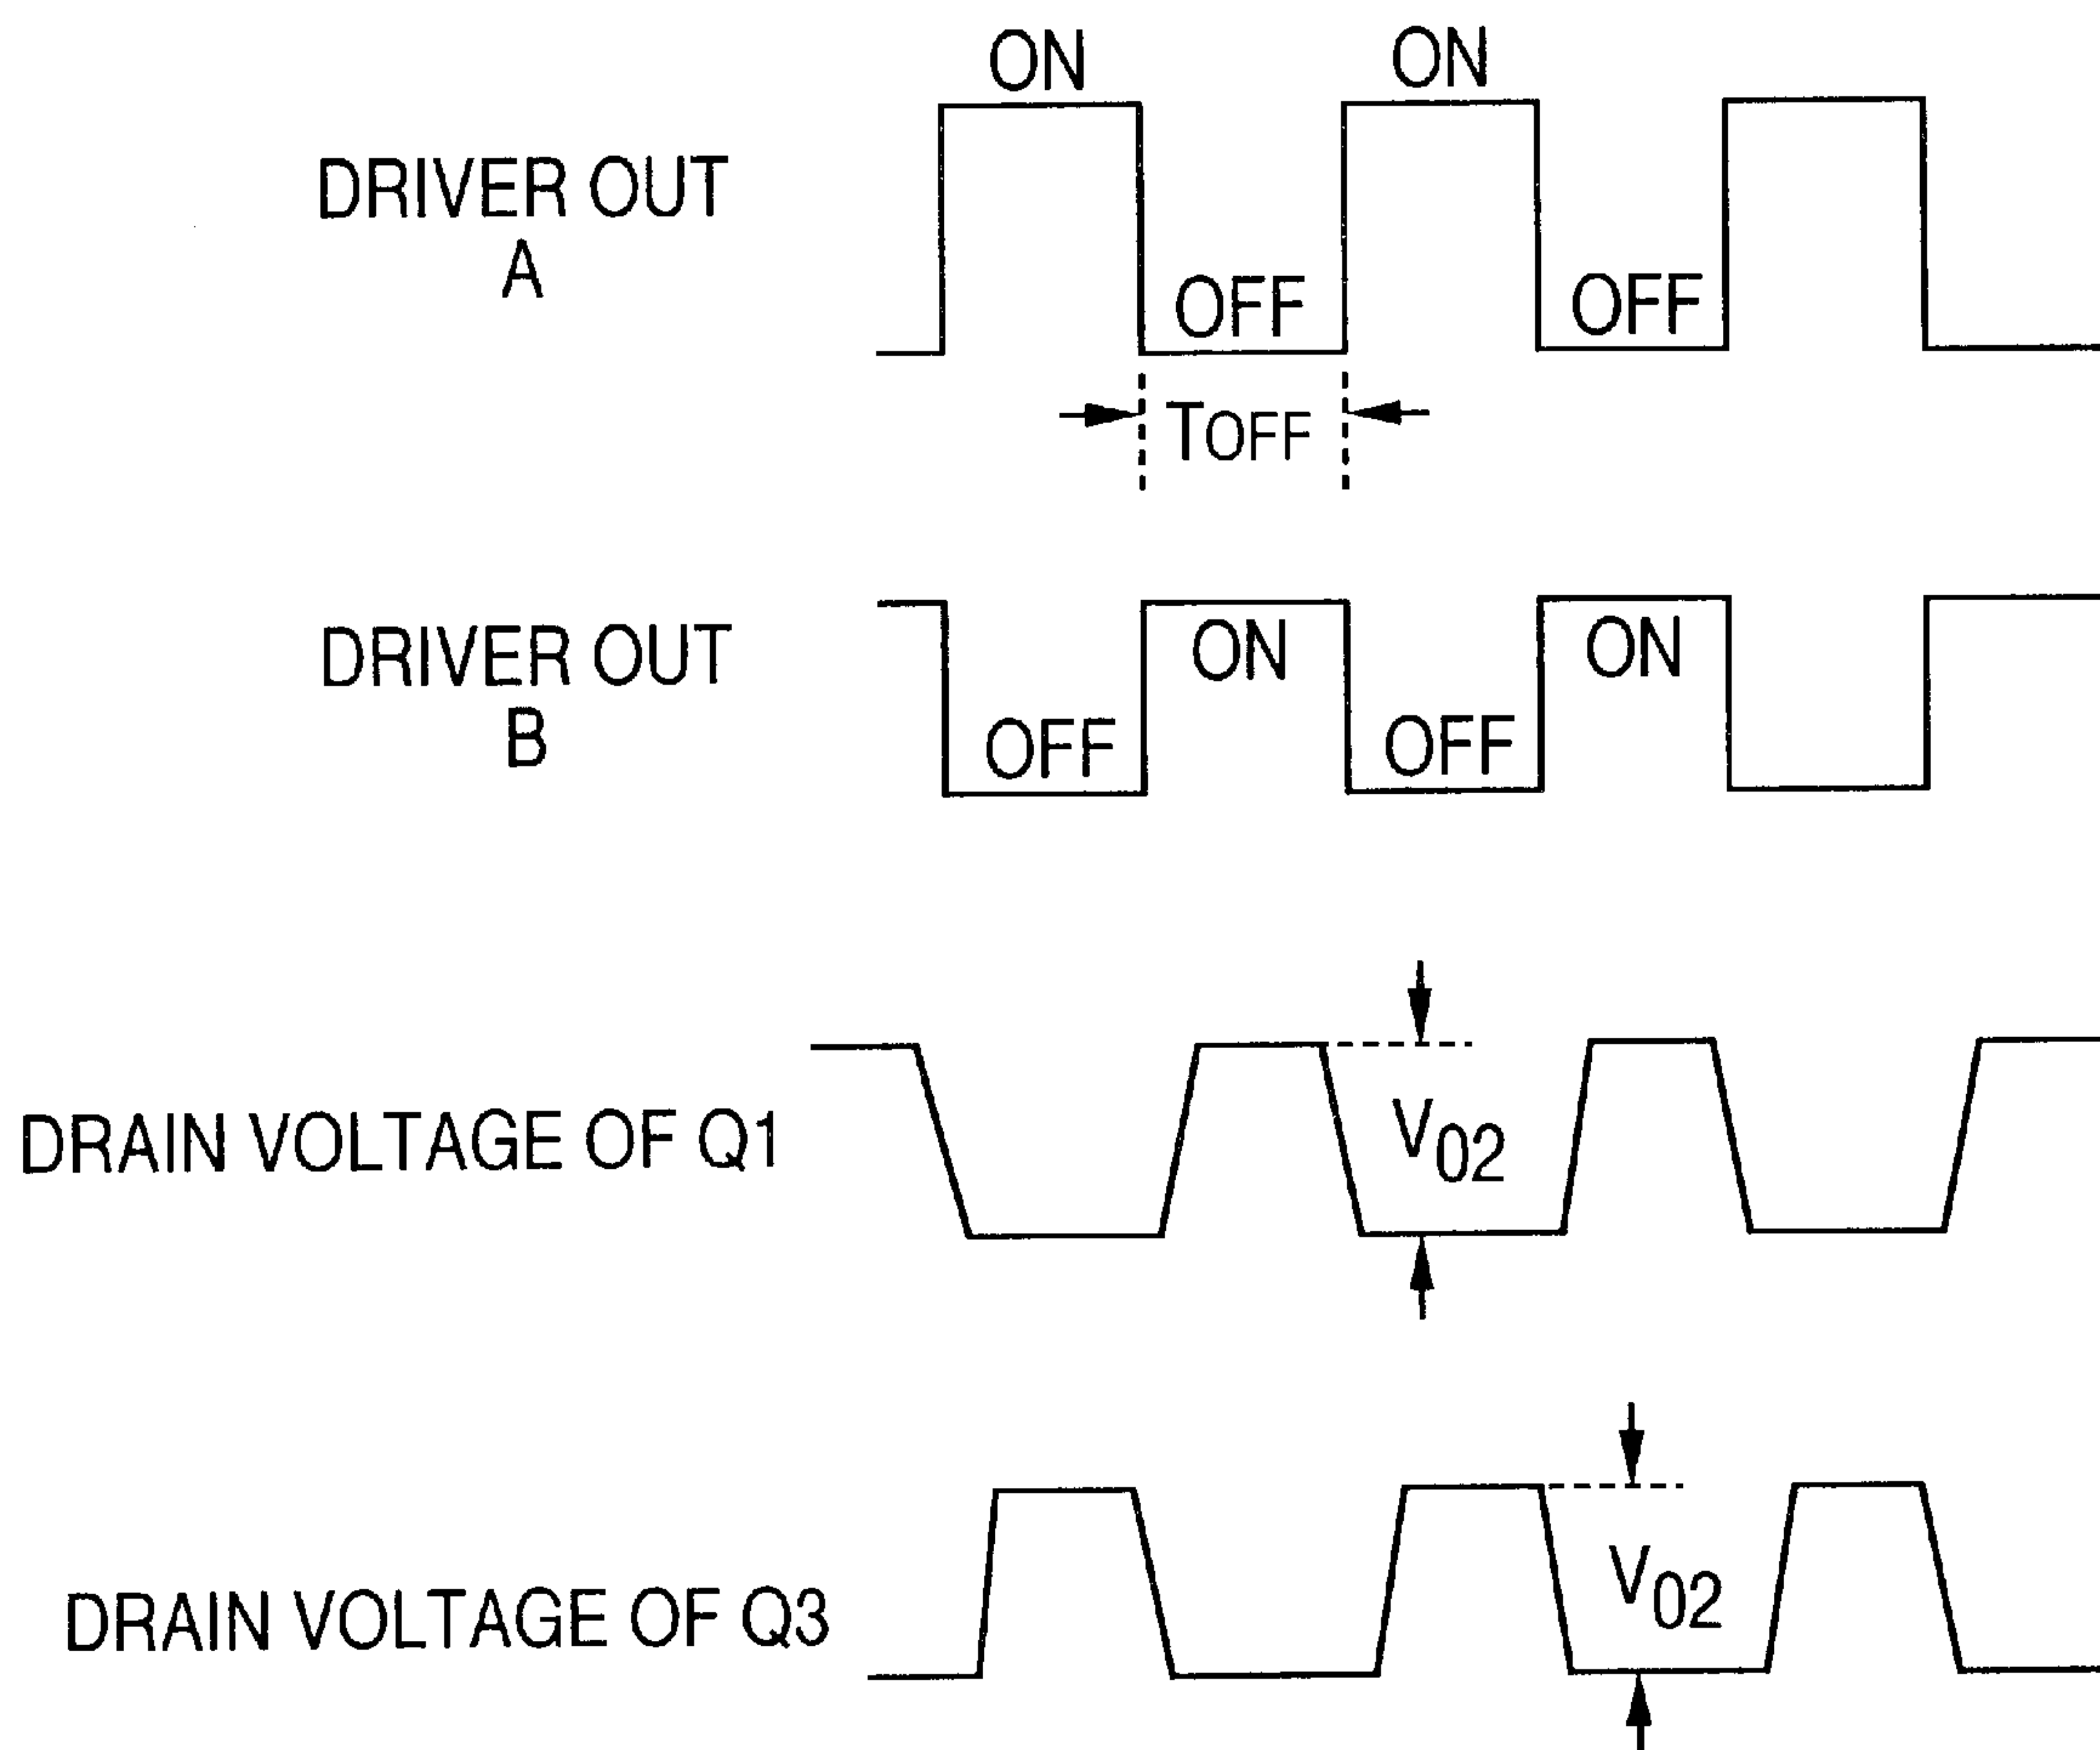 ON ON
DRIVER OUT
A
OFF OFF
TOFF
DRIVER OUT
B
ON ON
OFF OFF
DRAIN VOLTAGE OF Q1
V02
DRAIN VOLTAGE OF Q3
V02